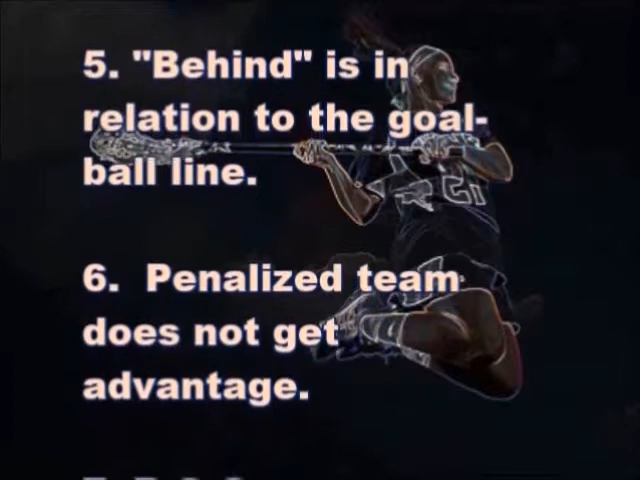 5. "Behind" is in
relation to the goal-
ball line.
6. Penalized team
does not get
advantage.